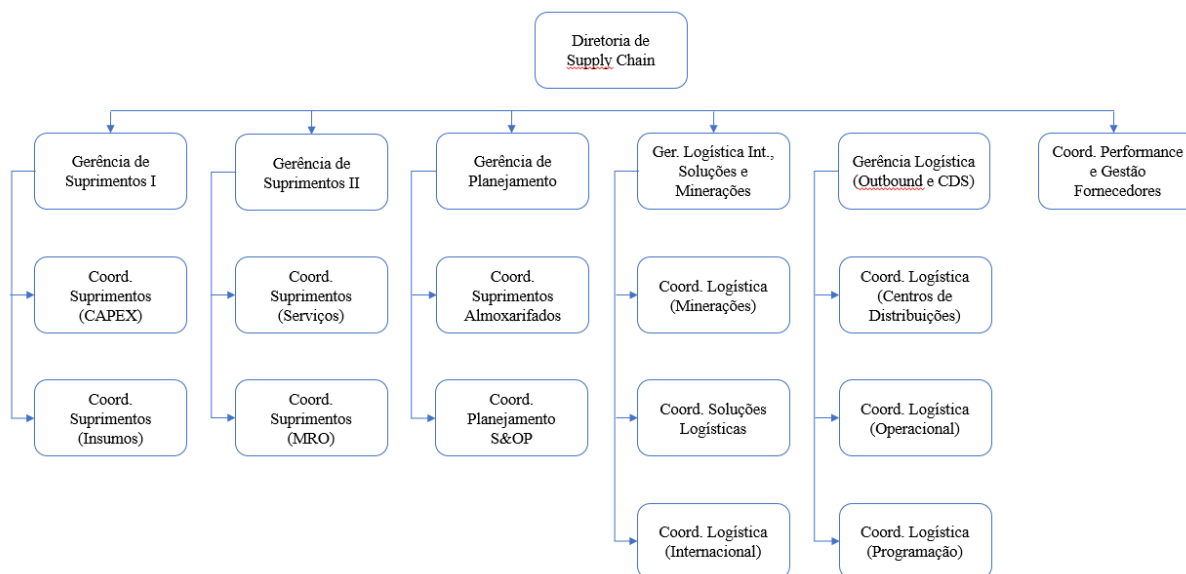 Diretoria de
Supply Chain
Gerência de
Suprimentos I
Gerência de
Suprimentos II
Gerência de
Planejamento
Ger. Logística Int.,
Soluções e
Minerações
Gerência Logística
(Outbound e CDS)
Coord. Performance
e Gestão
Fornecedores
Coord.
Suprimentos
(CAPEX)
Coord.
Suprimentos
(Serviços)
Coord.
Suprimentos
Almoxarifados
Coord. Logística
(Minerações)
Coord. Logística
(Centros de
Distribuições)
Coord.
Suprimentos
(Insumos)
Coord.
Suprimentos
(MRO)
Coord.
Planejamento
S&OP
Coord. Soluções
Logísticas
Coord. Logística
(Operacional)
Coord. Logística
(Internacional)
Coord. Logística
(Programação)